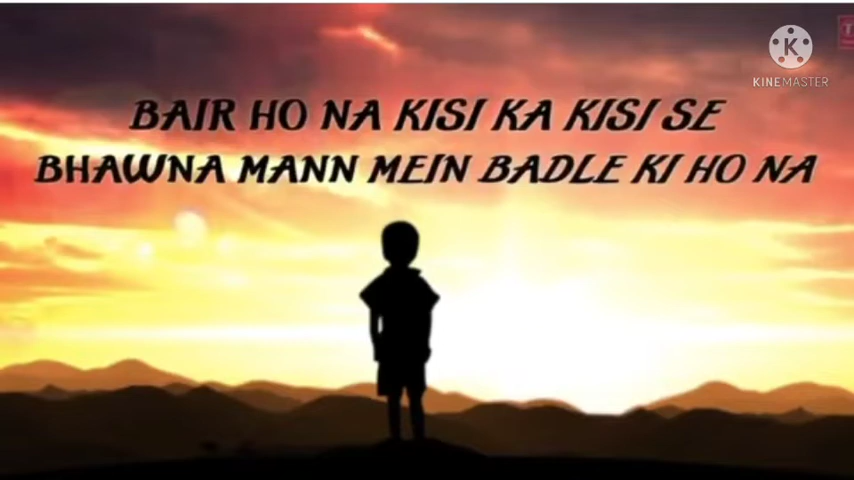 KINEMASTER
BAIR HO NA KISI KA KISI SE
BHAWNA MANN MEIN BADLE KI HO NA